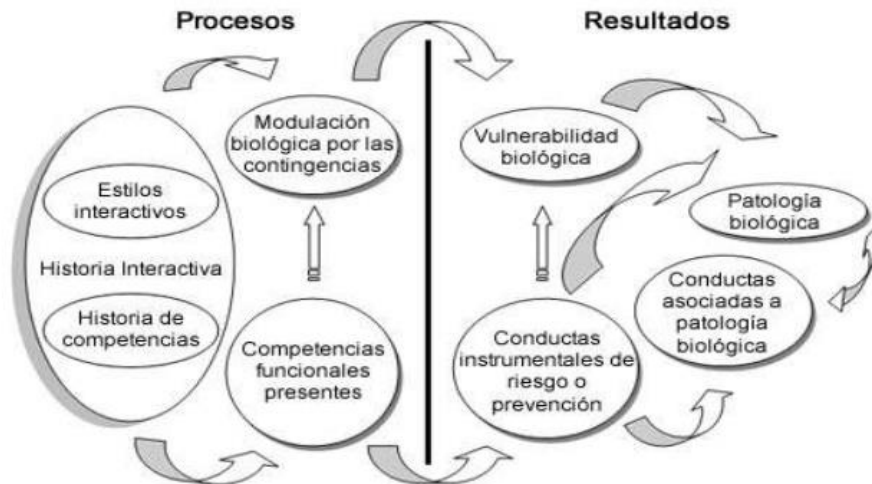 Procesos
Resultados
Modulación
biológica por las
contingencias
Vulnerabilidad
biológica
Estilos
interactivos
Patología
biológica
Historia Interactiva
Historia de
competencias
Competencias
funcionales
presentes
Conductas
instrumentales de
riesgo o
prevención
Conductas
asociadas a
patología
biológica